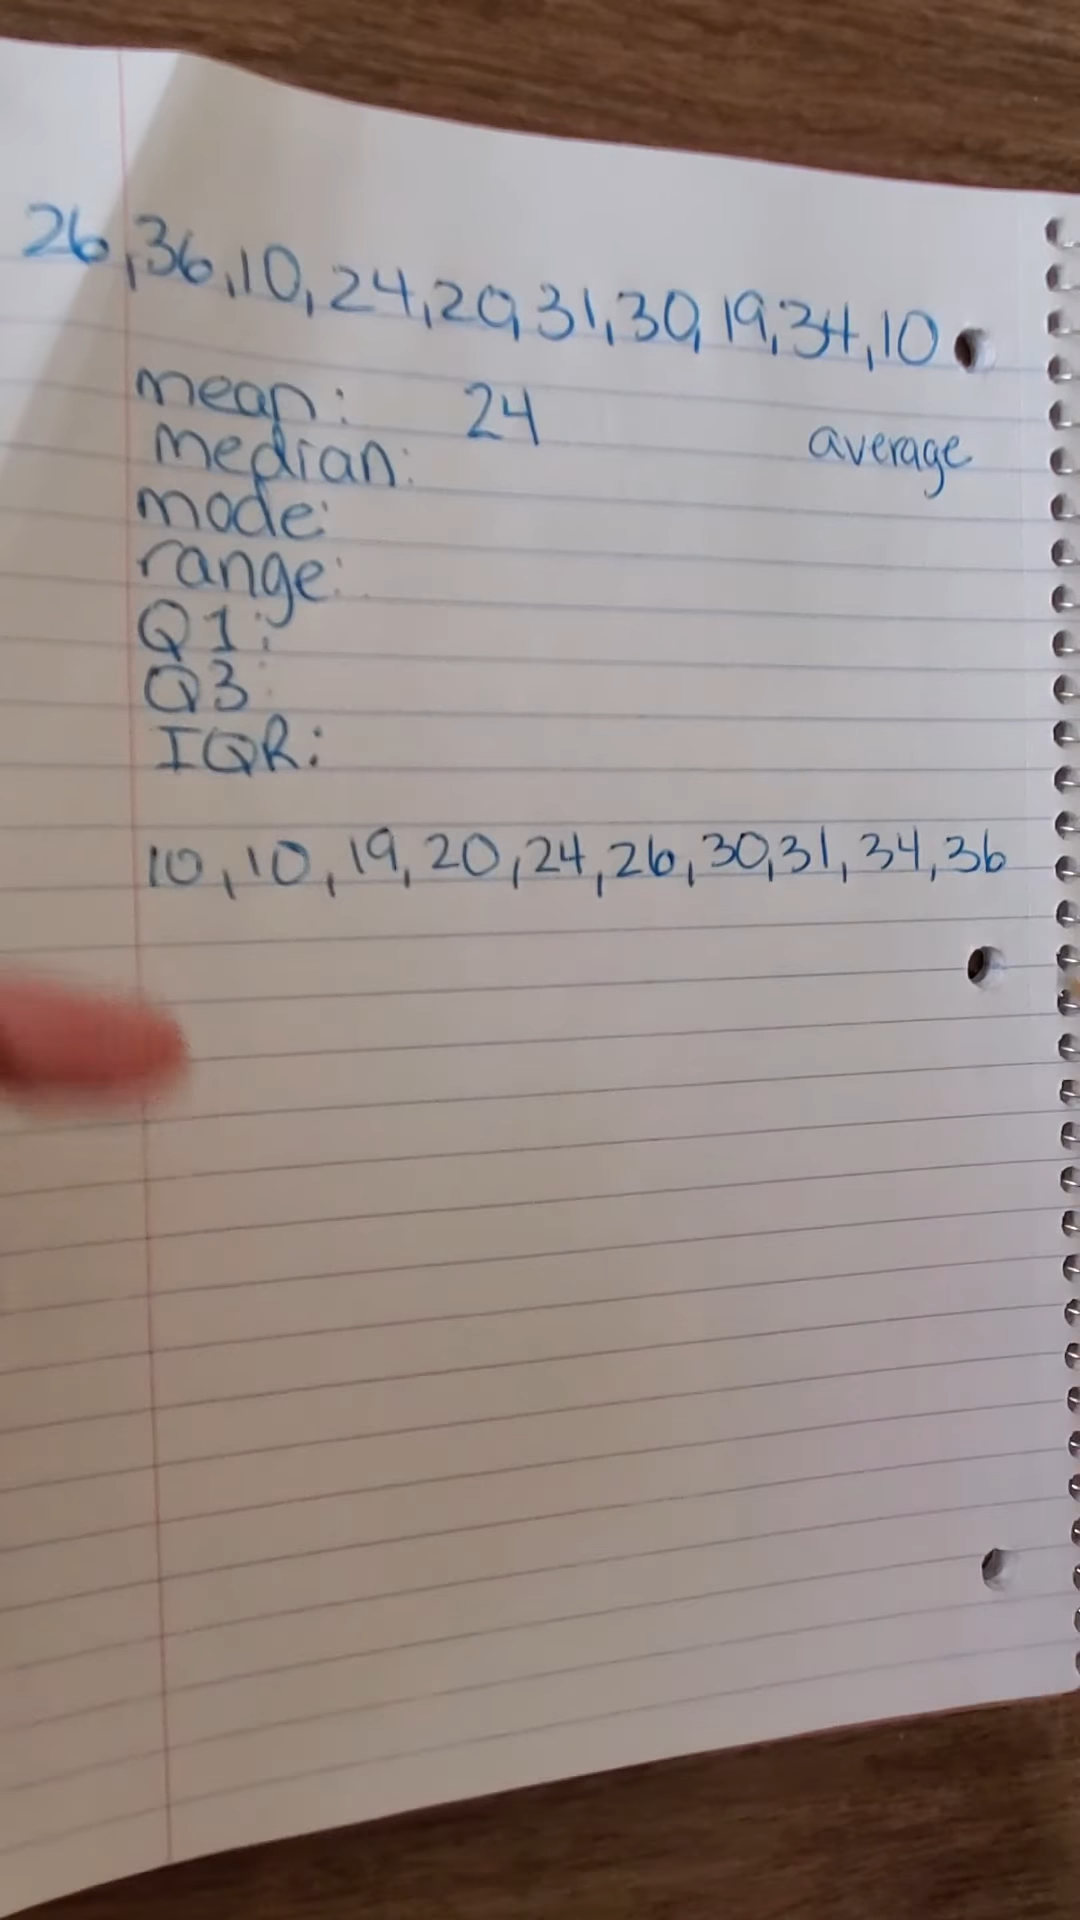 26,36,10,24,20,31,30,19,34,10
mean: 24 average
median:
mode:
range:
Q1:
Q3:
IQR:
10,10,19,20,24,26,30,31,34,36